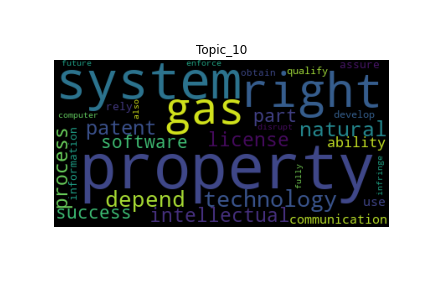 Topic_10
future enforce assure
system right
obtain qualify
gas
computer rely also part develop
patent disrupt natural
process information software license ability
property
depend technology fully infringe use
success intellectual communication